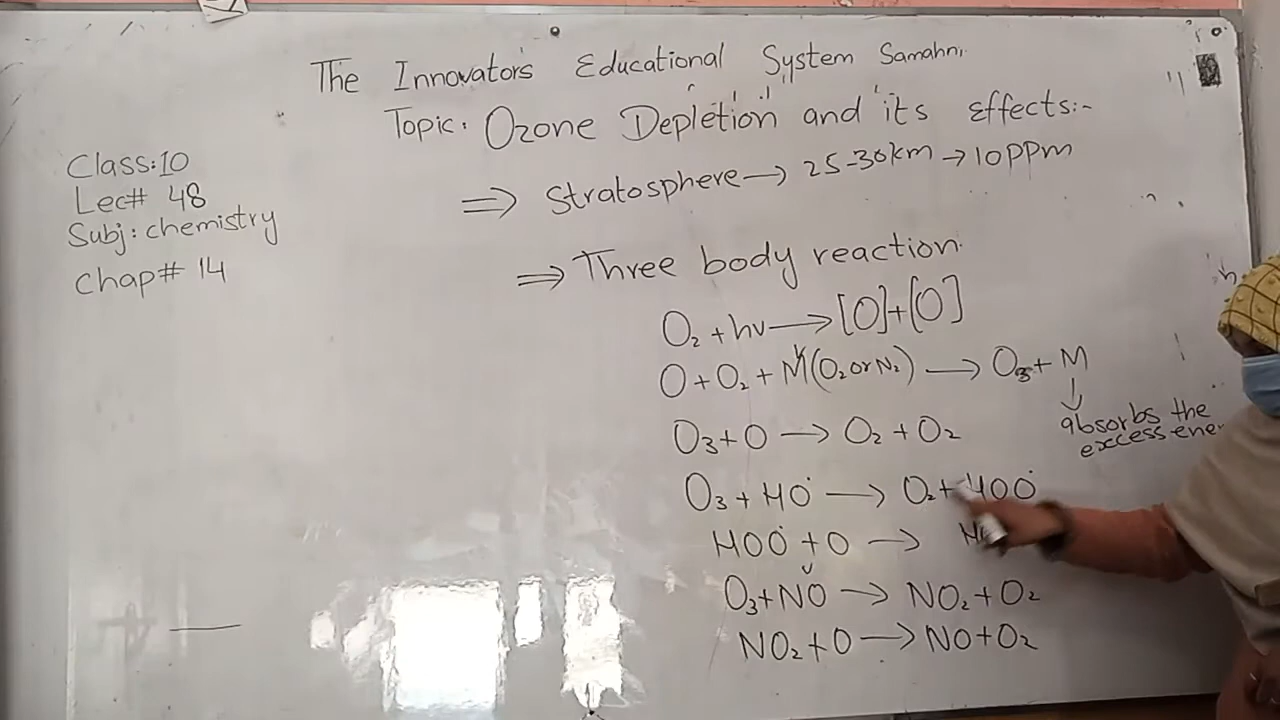 The Innovators Educational System Samahni
Topic: Ozone Depletion and its effects:-
Class:10
Lec# 48
Subj: chemistry
Chap# 14
⇒ Stratosphere → 25-30km → 10PPm
⇒ Three body reaction
O₂ + hv → [O]+[O]
O + O₂ + M(O₂ or N₂) → O₃ + M
↓
absorbs the
excess
O₃ + O → O₂ + O₂
O₃ + HO˙ → O₂ + HOO˙
HOO˙ + O →
O₃ + NO → NO₂ + O₂
NO₂ + O → NO + O₂